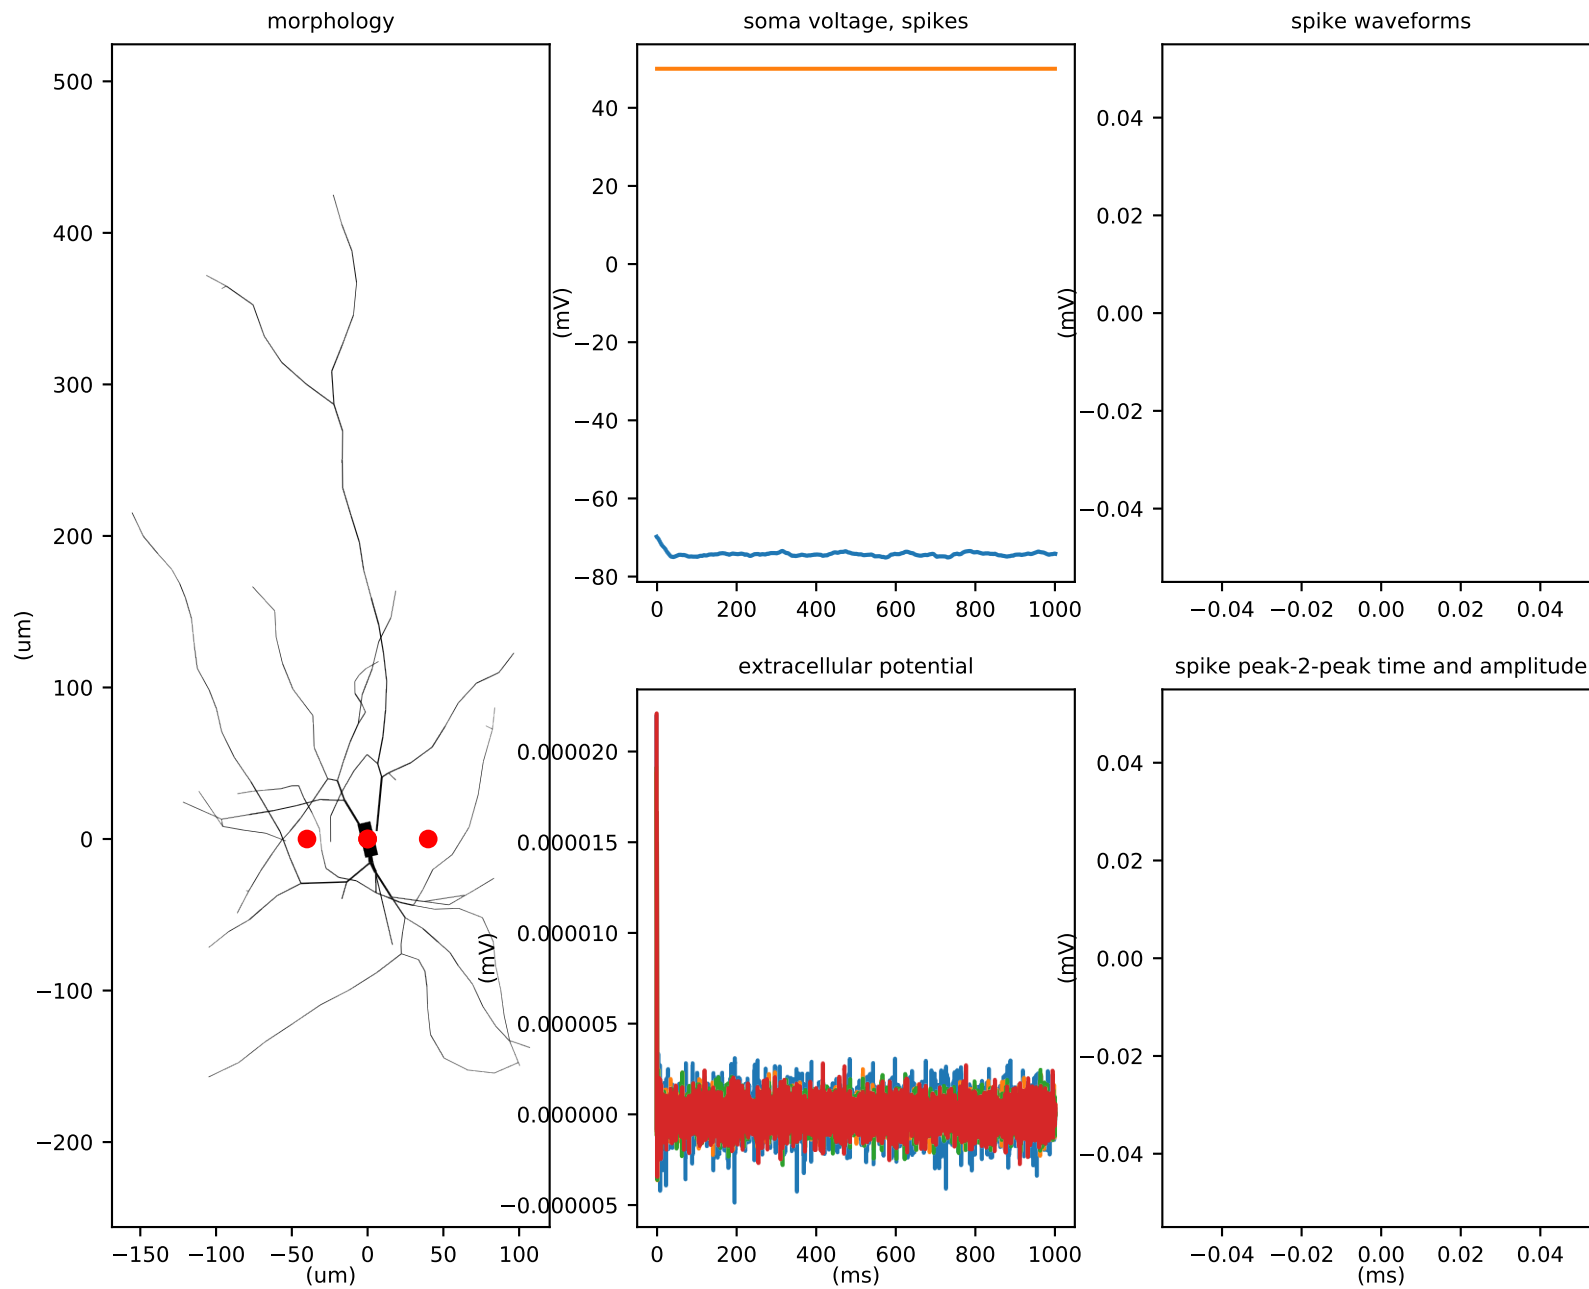 morphology
500
400
300
200
100
0
−100
−200
(um)
−150 −100 −50 0 50 100
(um)
soma voltage, spikes
40
20
0
−20
−40
−60
−80
(mV)
0 200 400 600 800 1000
spike waveforms
0.04
0.02
0.00
−0.02
−0.04
(mV)
−0.04 −0.02 0.00 0.02 0.04
extracellular potential
0.000020
0.000015
0.000010
0.000005
0.000000
−0.000005
(mV)
0 200 400 600 800 1000
(ms)
spike peak-2-peak time and amplitude
0.04
0.02
0.00
−0.02
−0.04
(mV)
−0.04 −0.02 0.00 0.02 0.04
(ms)